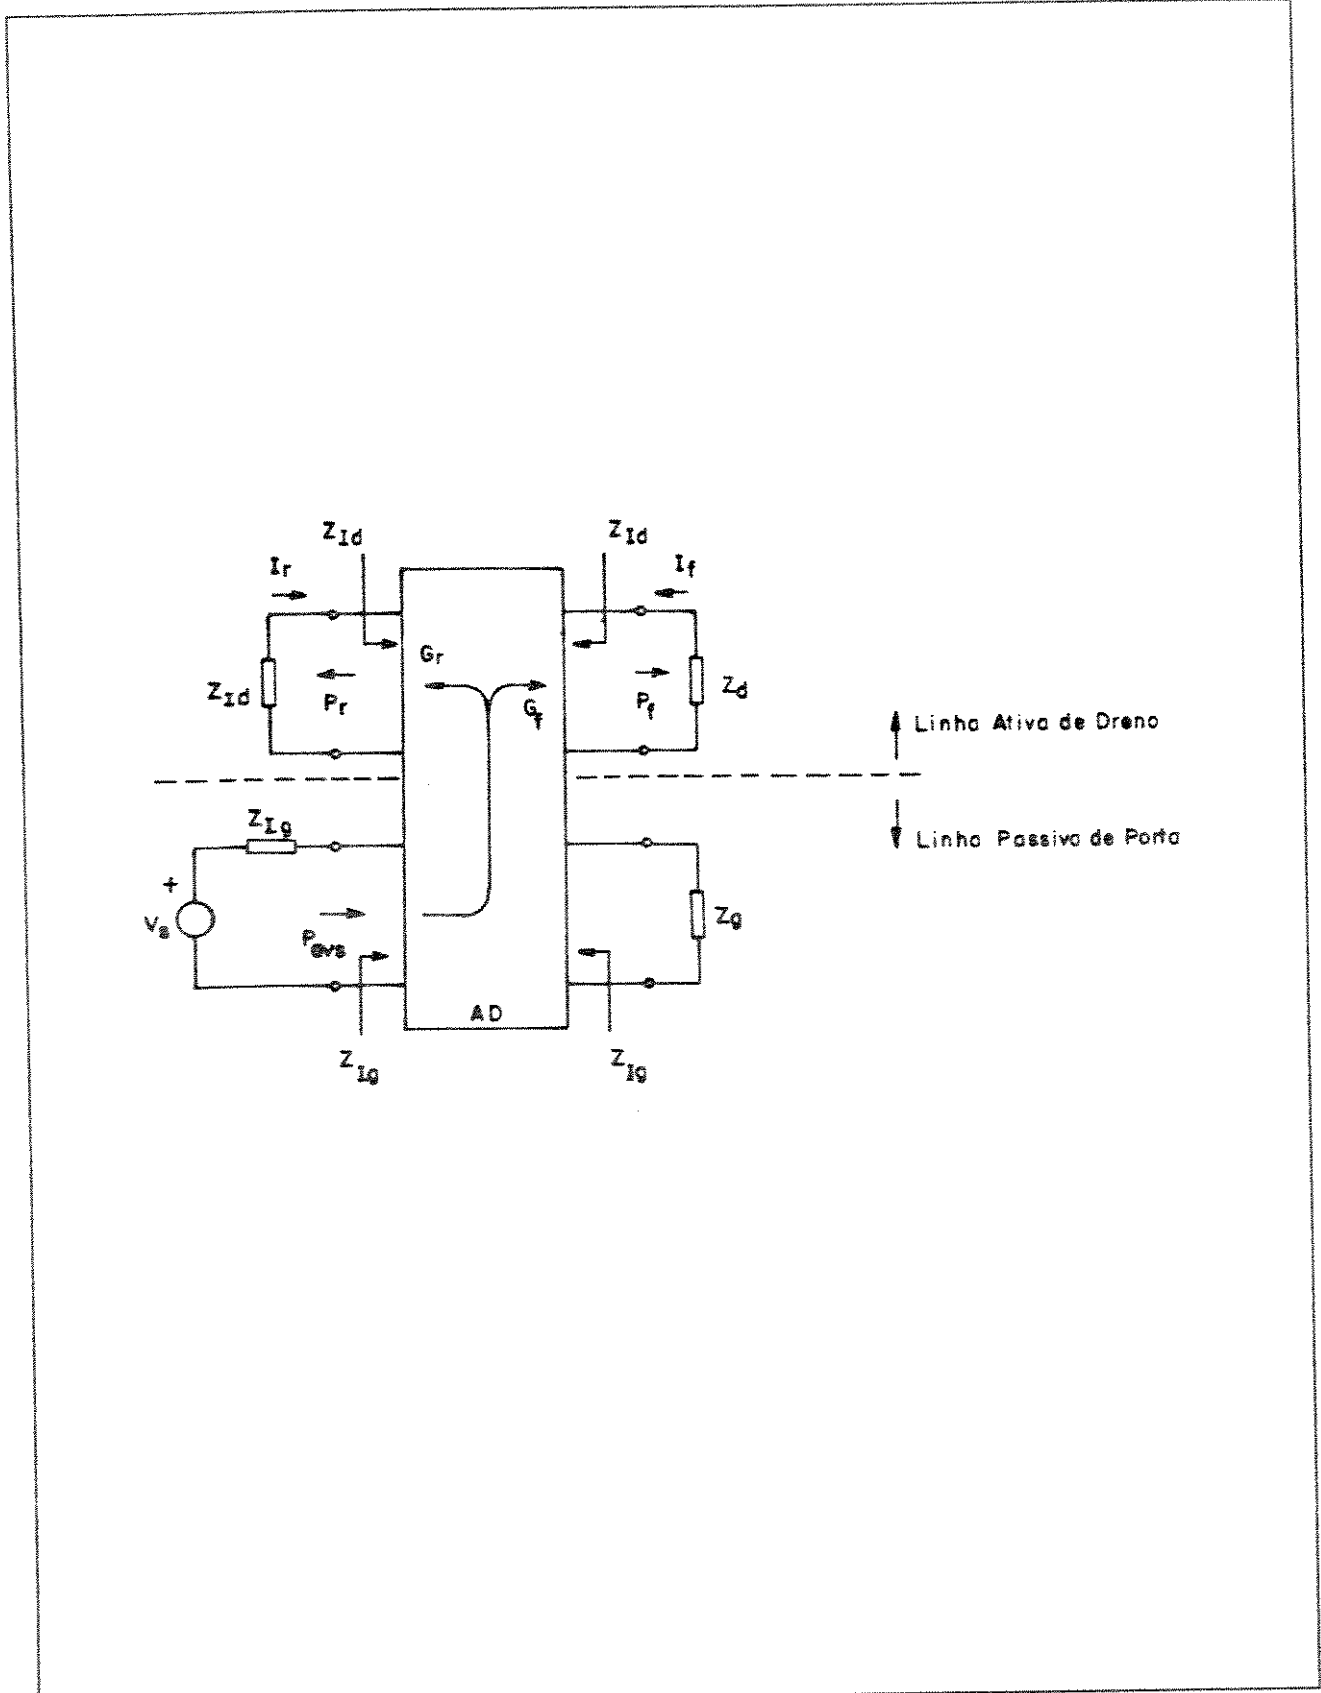 Z_Id
Z_Id
I_r
I_f
G_r
Z_Id
P_r
G_f
P_f
Z_d
Linha Ativa de Dreno
Z_Ig
Linha Passiva de Porta
+
V_s
P_avs
Z_g
AD
Z_Ig
Z_Ig